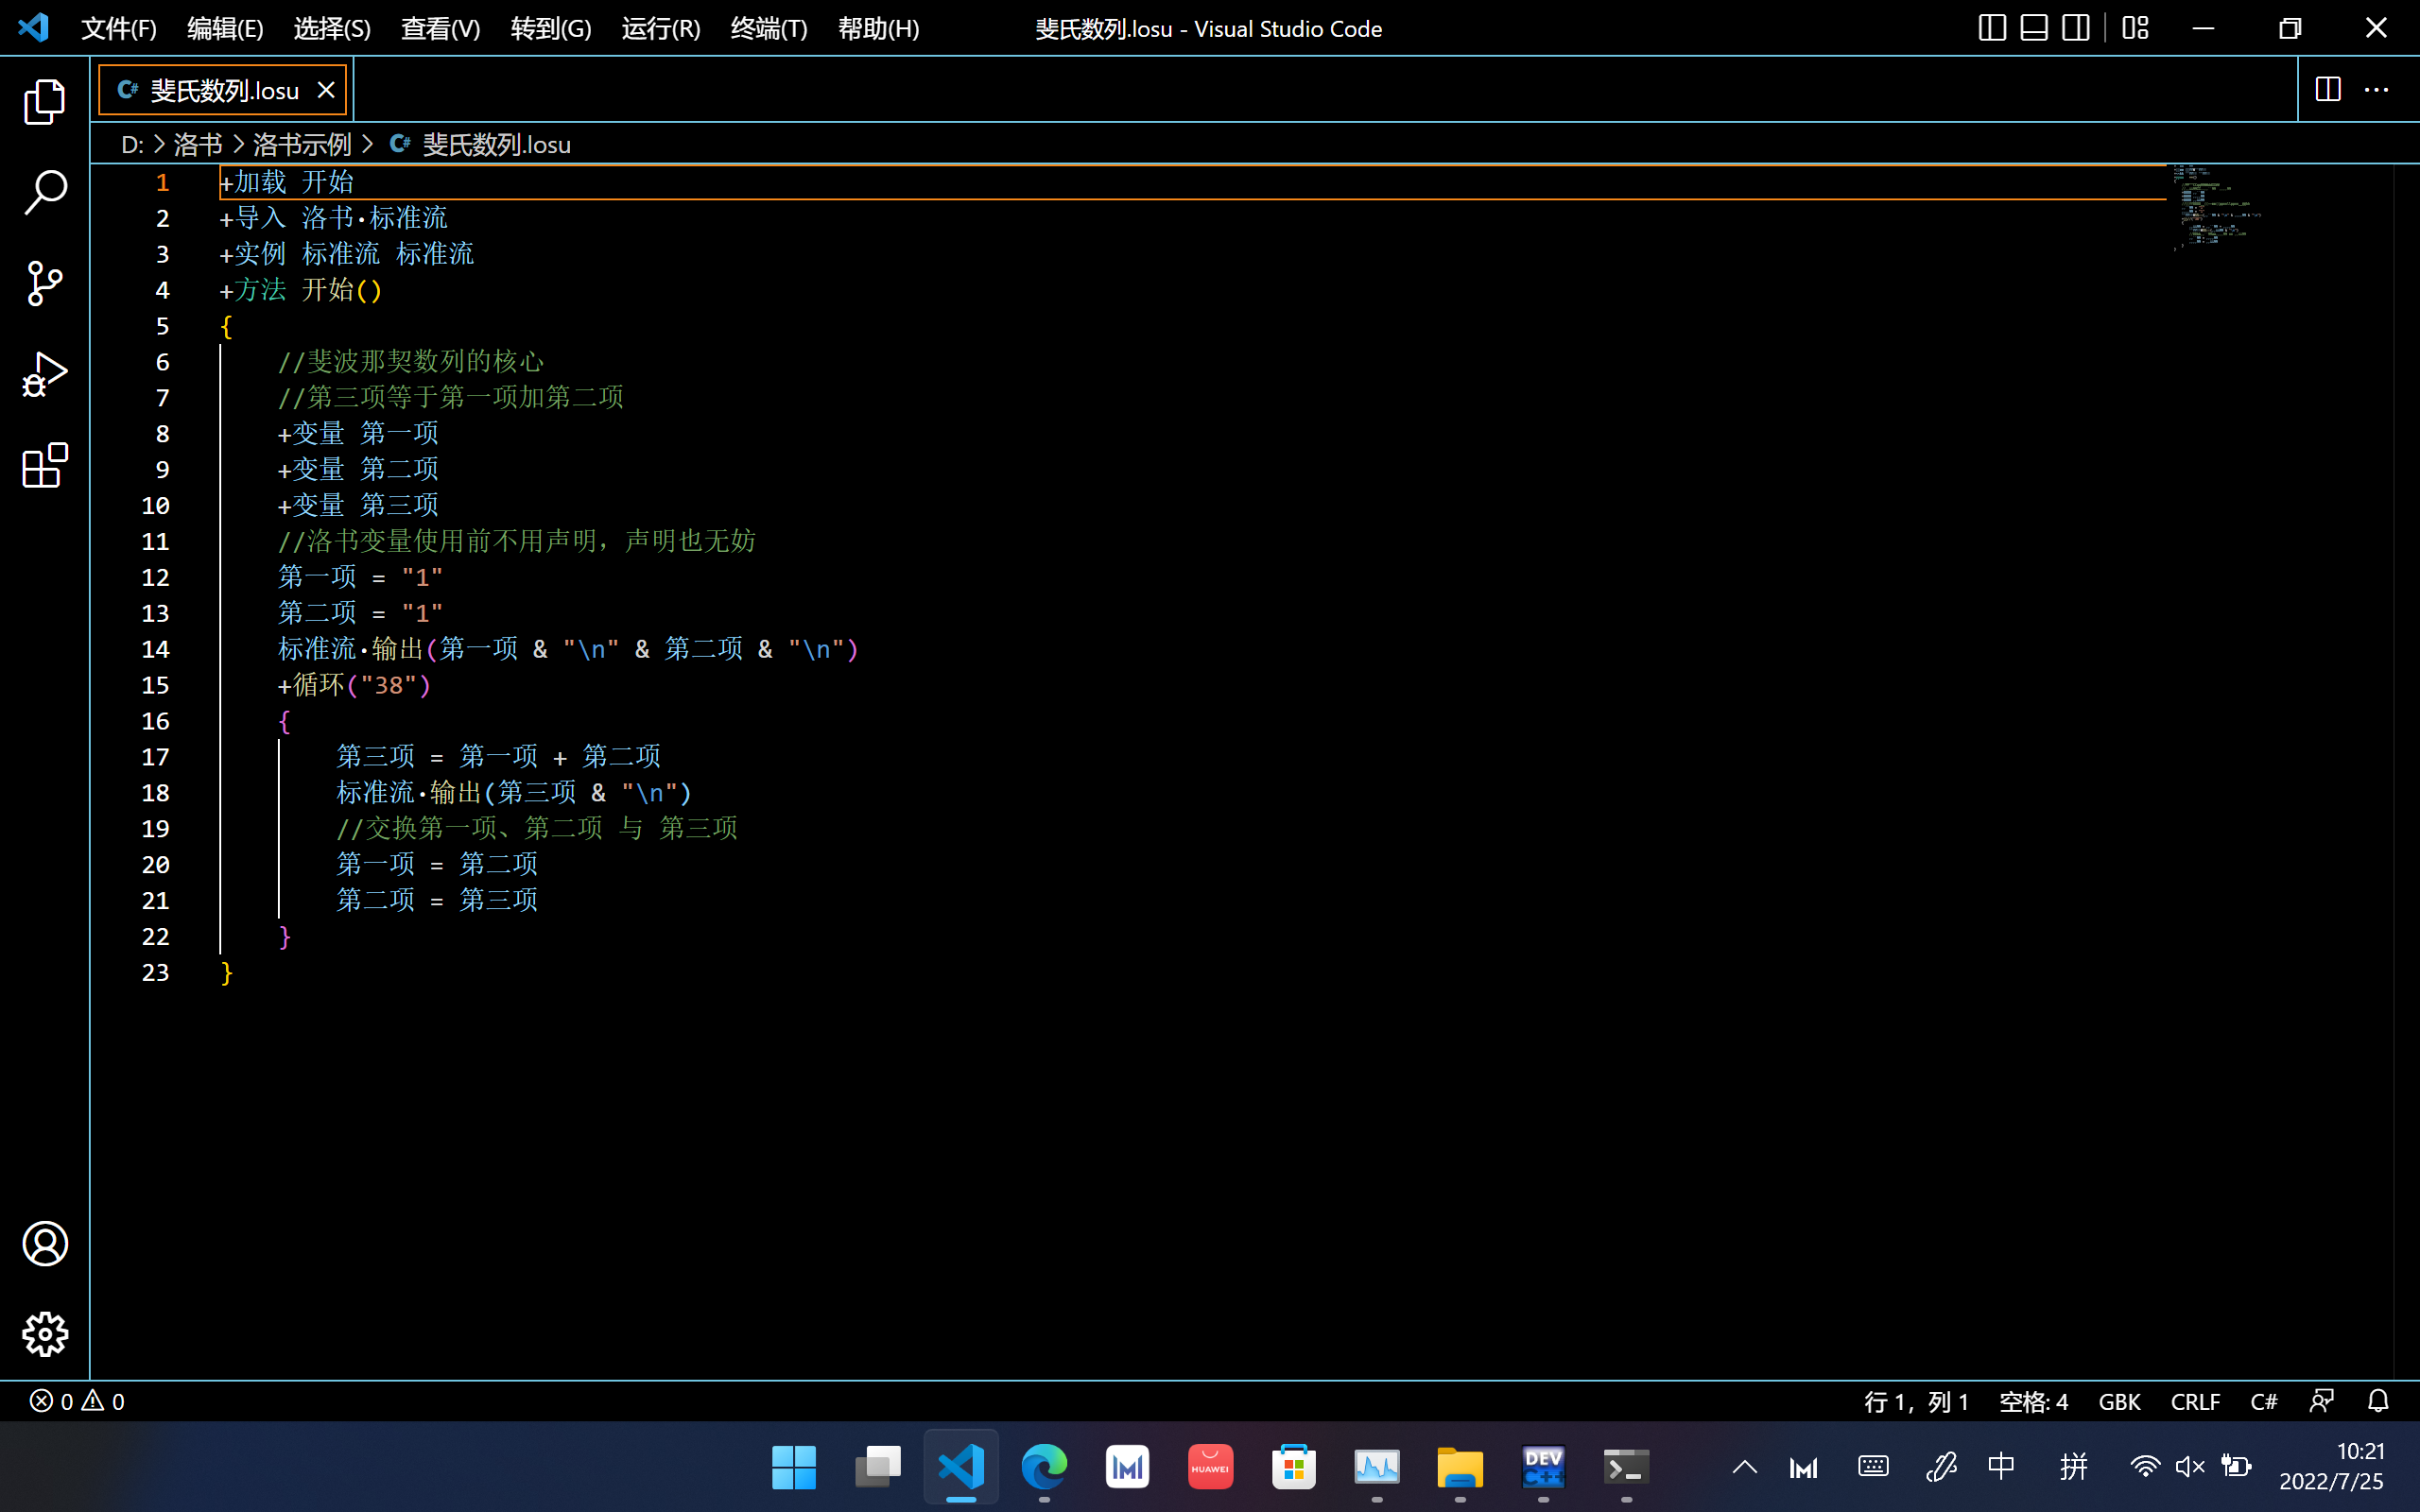 文件(F) 编辑(E) 选择(S) 查看(V) 转到(G) 运行(R) 终端(T) 帮助(H) 斐氏数列.losu - Visual Studio Code
C# 斐氏数列.losu
D: > 洛书 > 洛书示例 > C# 斐氏数列.losu
1 +加载 开始
2 +导入 洛书·标准流
3 +实例 标准流 标准流
4 +方法 开始()
5 {
6 //斐波那契数列的核心
7 //第三项等于第一项加第二项
8 +变量 第一项
9 +变量 第二项
10 +变量 第三项
11 //洛书变量使用前不用声明，声明也无妨
12 第一项 = "1"
13 第二项 = "1"
14 标准流·输出(第一项 & "\n" & 第二项 & "\n")
15 +循环("38")
16 {
17 第三项 = 第一项 + 第二项
18 标准流·输出(第三项 & "\n")
19 //交换第一项、第二项 与 第三项
20 第一项 = 第二项
21 第二项 = 第三项
22 }
23 }
0 0 行 1，列 1 空格: 4 GBK CRLF C#
HUAWEI DEV C++ 中 拼 10:21
2022/7/25